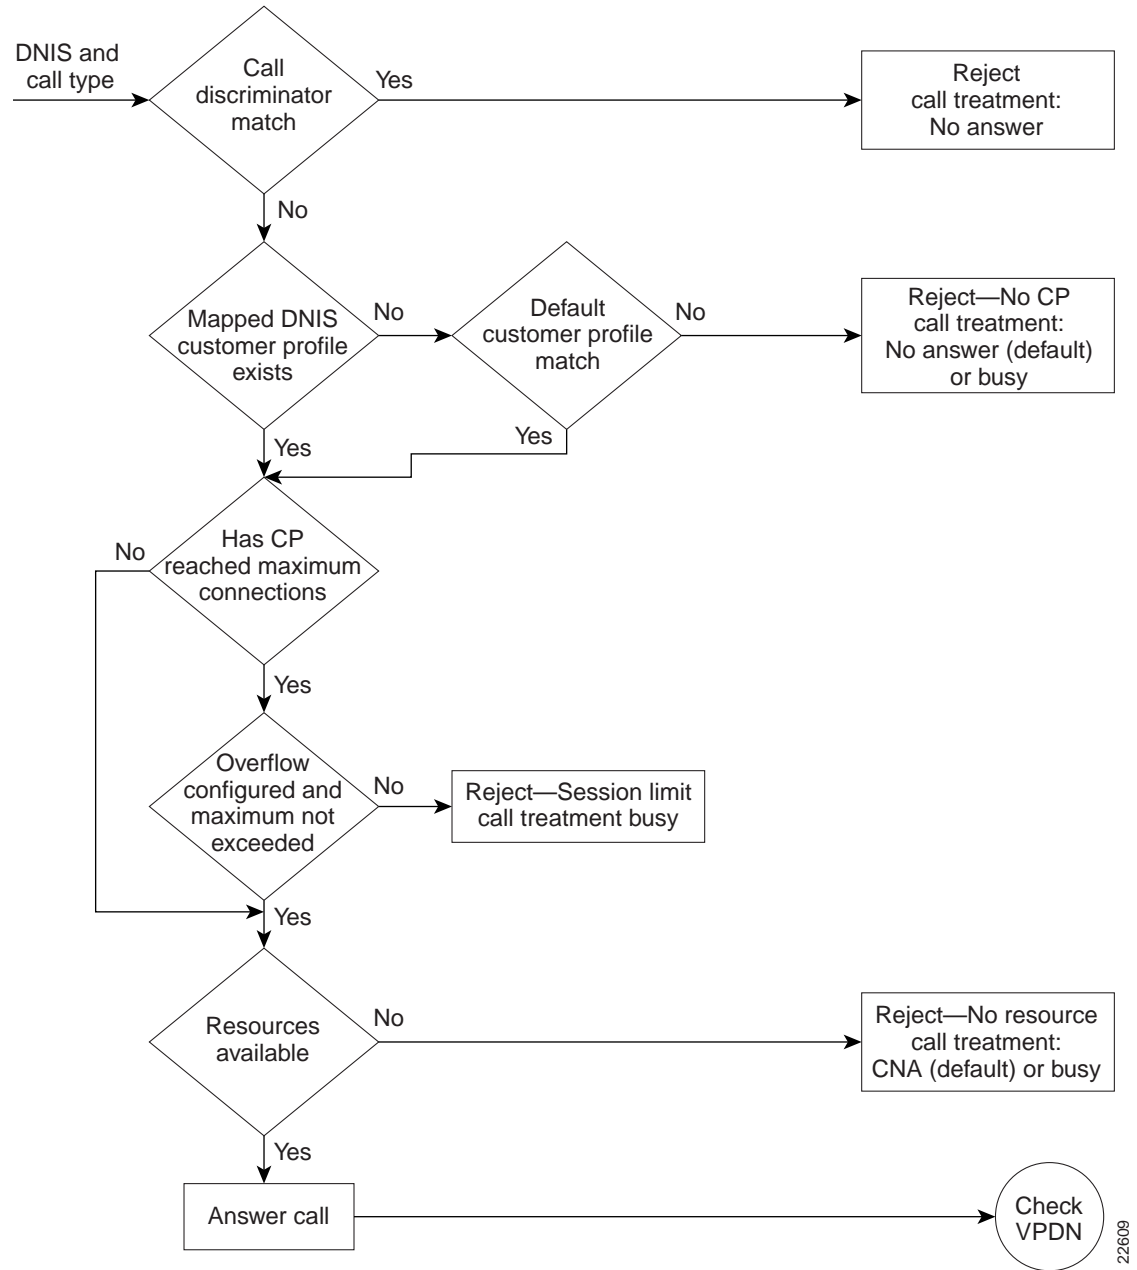 DNIS and
call type
Call
discriminator
match
Yes
Reject
call treatment:
No answer
No
Mapped DNIS
customer profile
exists
No
Default
customer profile
match
No
Reject—No CP
call treatment:
No answer (default)
or busy
Yes
Yes
Has CP
reached maximum
connections
No
Yes
Overflow
configured and
maximum not
exceeded
No
Reject—Session limit
call treatment busy
Yes
Resources
available
No
Reject—No resource
call treatment:
CNA (default) or busy
Yes
Answer call
Check
VPDN
22609